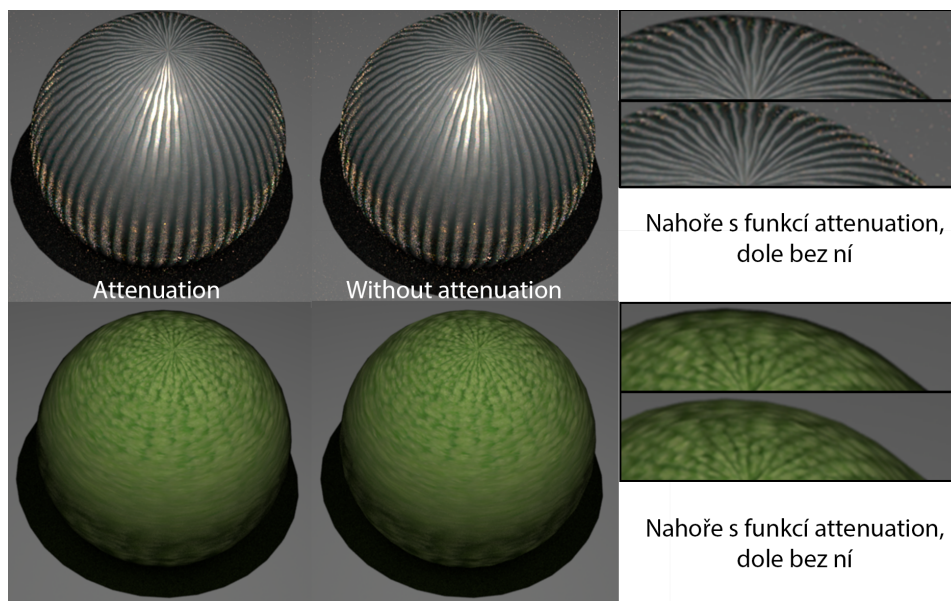 Nahoře s funkcí attenuation,
dole bez ní
Attenuation
Without attenuation
Nahoře s funkcí attenuation,
dole bez ní